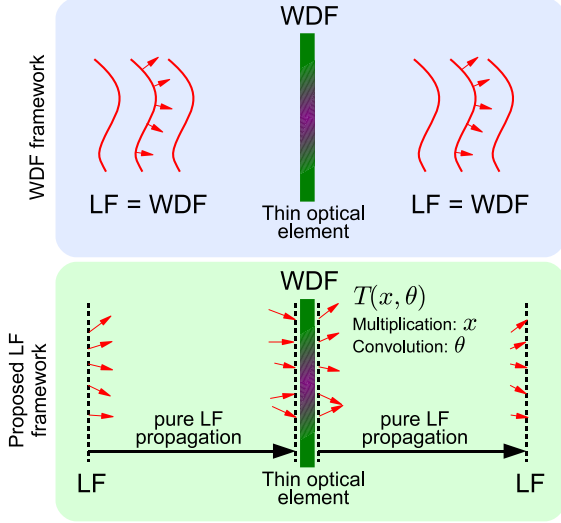 WDF
WDF framework
LF = WDF
LF = WDF
Thin optical
element
WDF
T(x, θ)
Multiplication: x
Convolution: θ
Proposed LF
framework
pure LF
propagation
pure LF
propagation
LF
Thin optical
element
LF